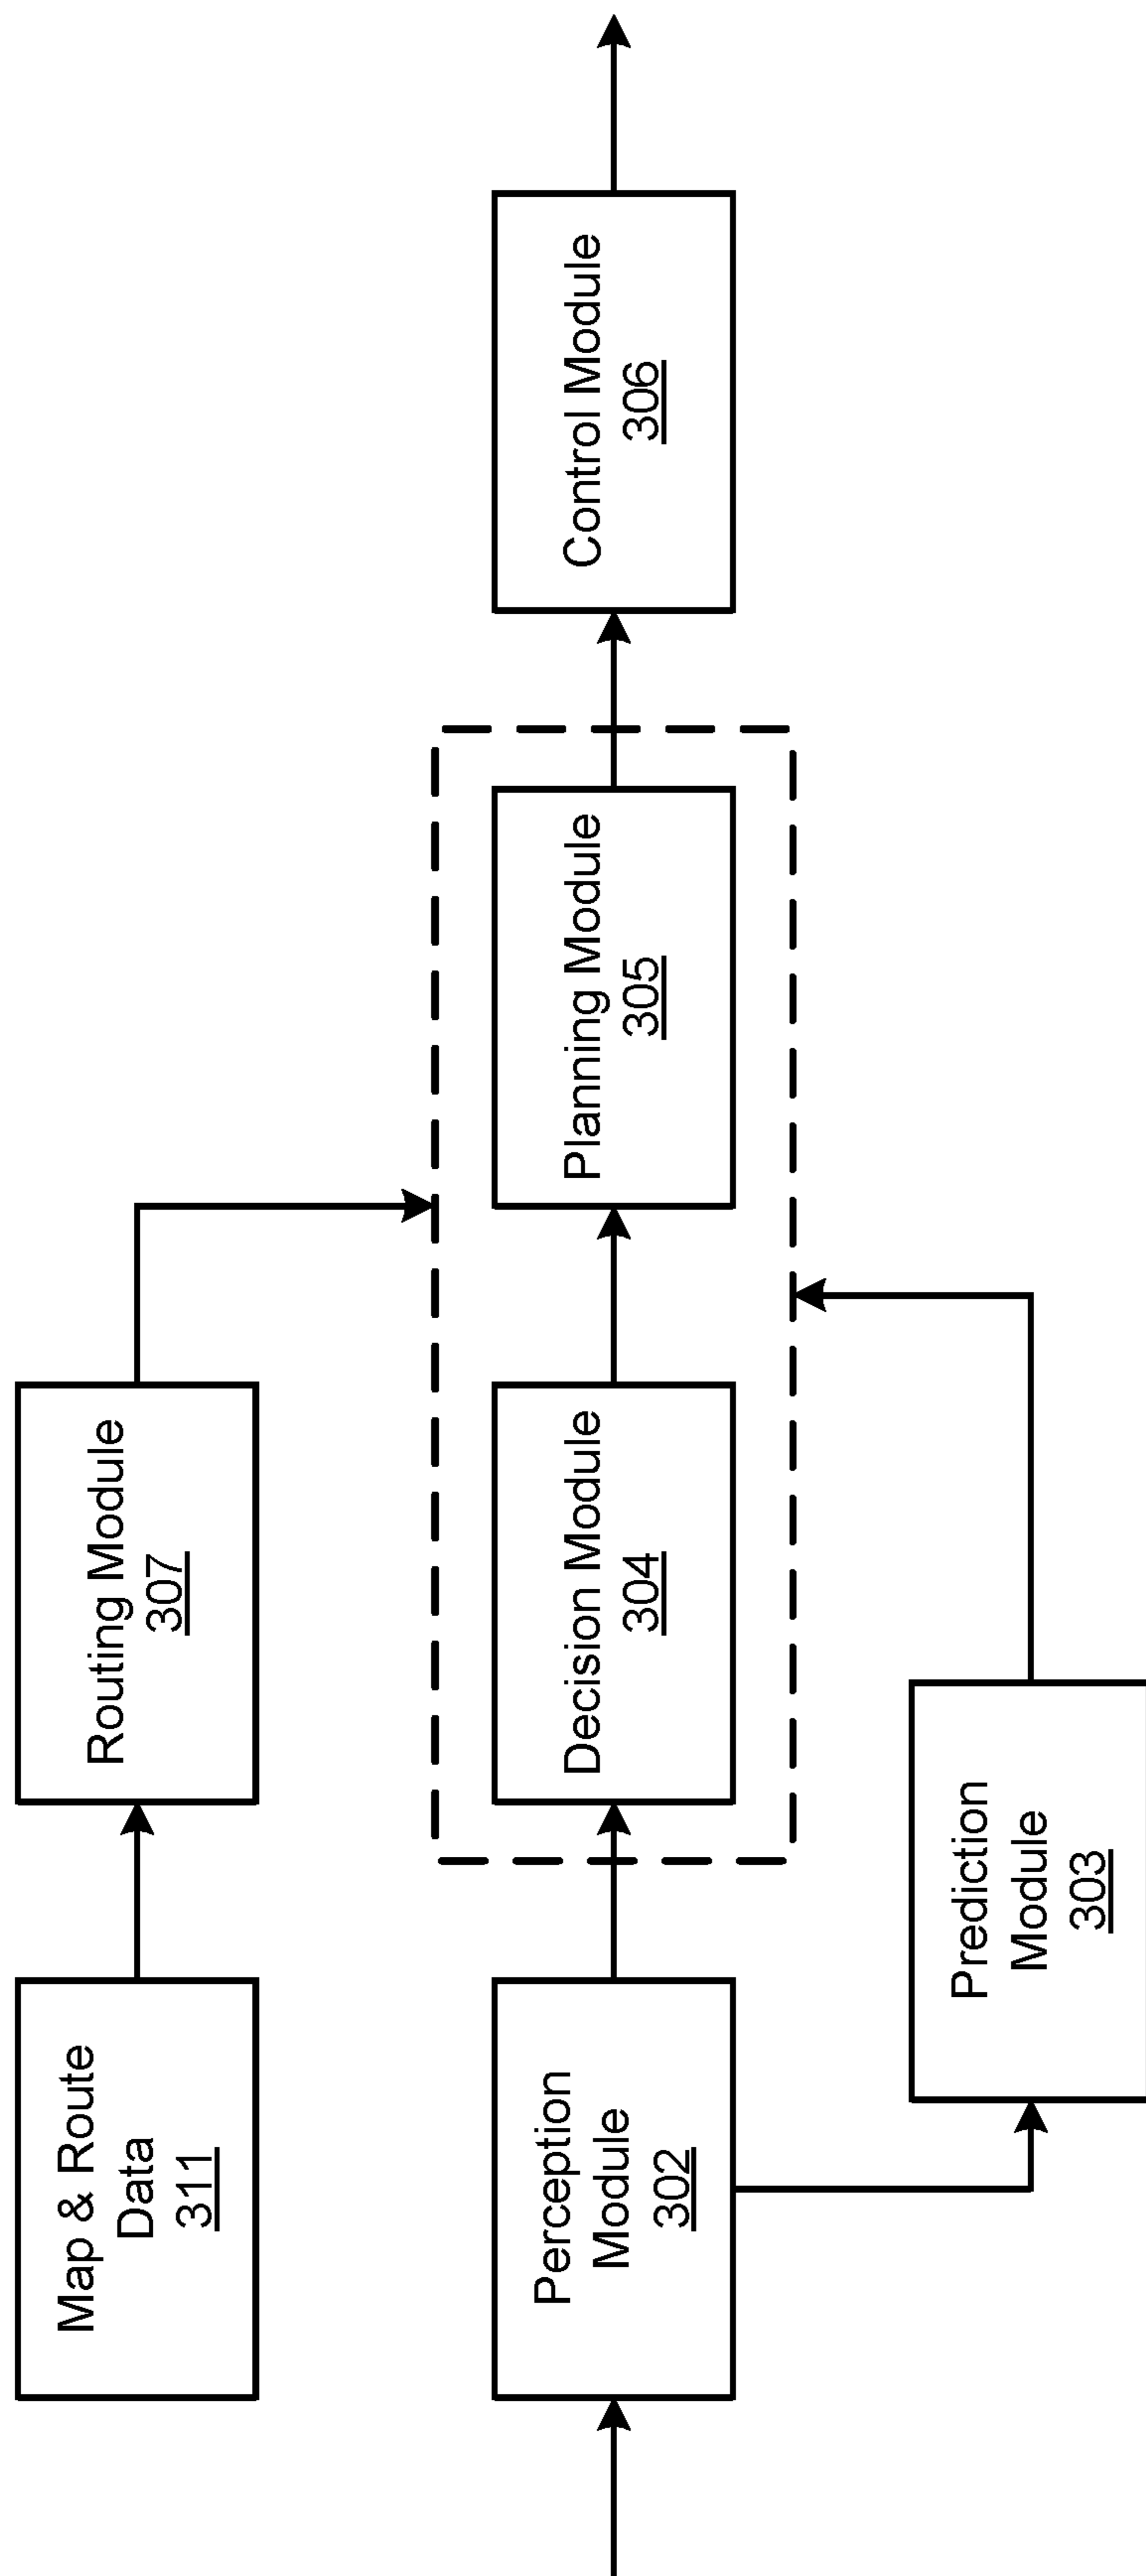 Map & Route
Data
311
Routing Module
307
Perception
Module
302
Decision Module
304
Planning Module
305
Control Module
306
Prediction
Module
303